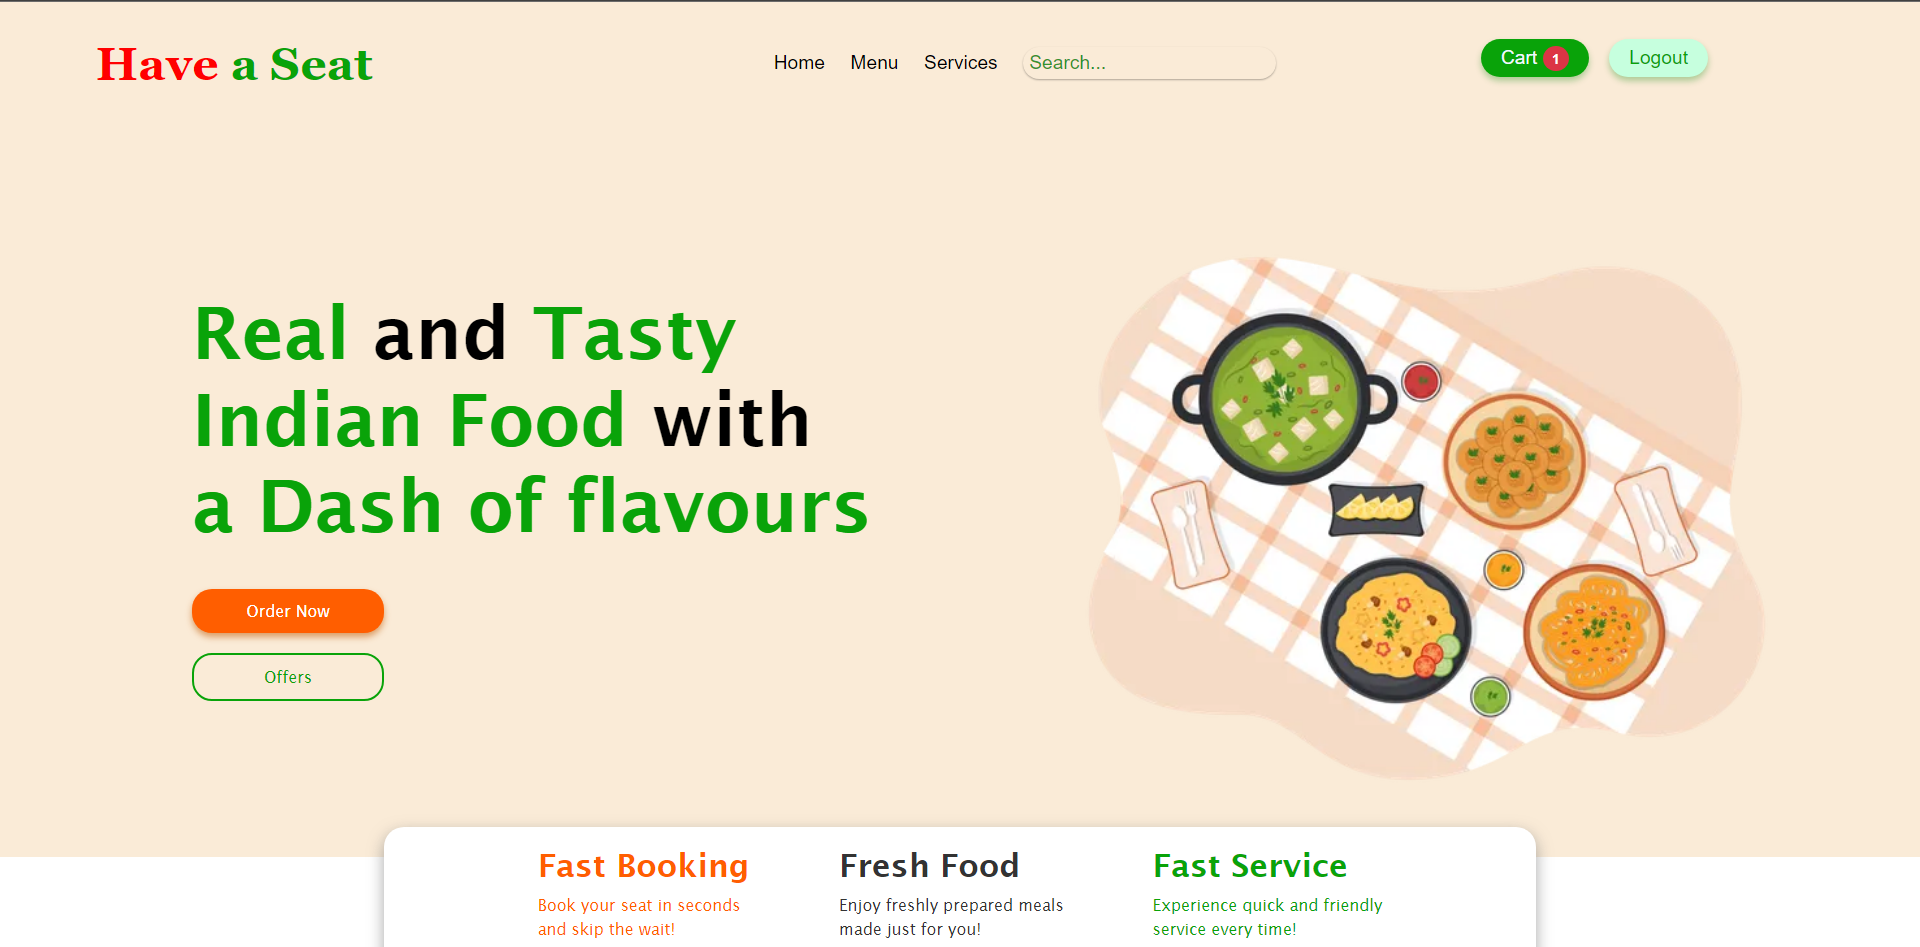 Have a Seat
Home
Menu
Services
Search...
Cart 1
Logout
Real and Tasty
Indian Food with
a Dash of flavours
Order Now
Offers
Fast Booking
Book your seat in seconds
and skip the wait!
Fresh Food
Enjoy freshly prepared meals
made just for you!
Fast Service
Experience quick and friendly
service every time!